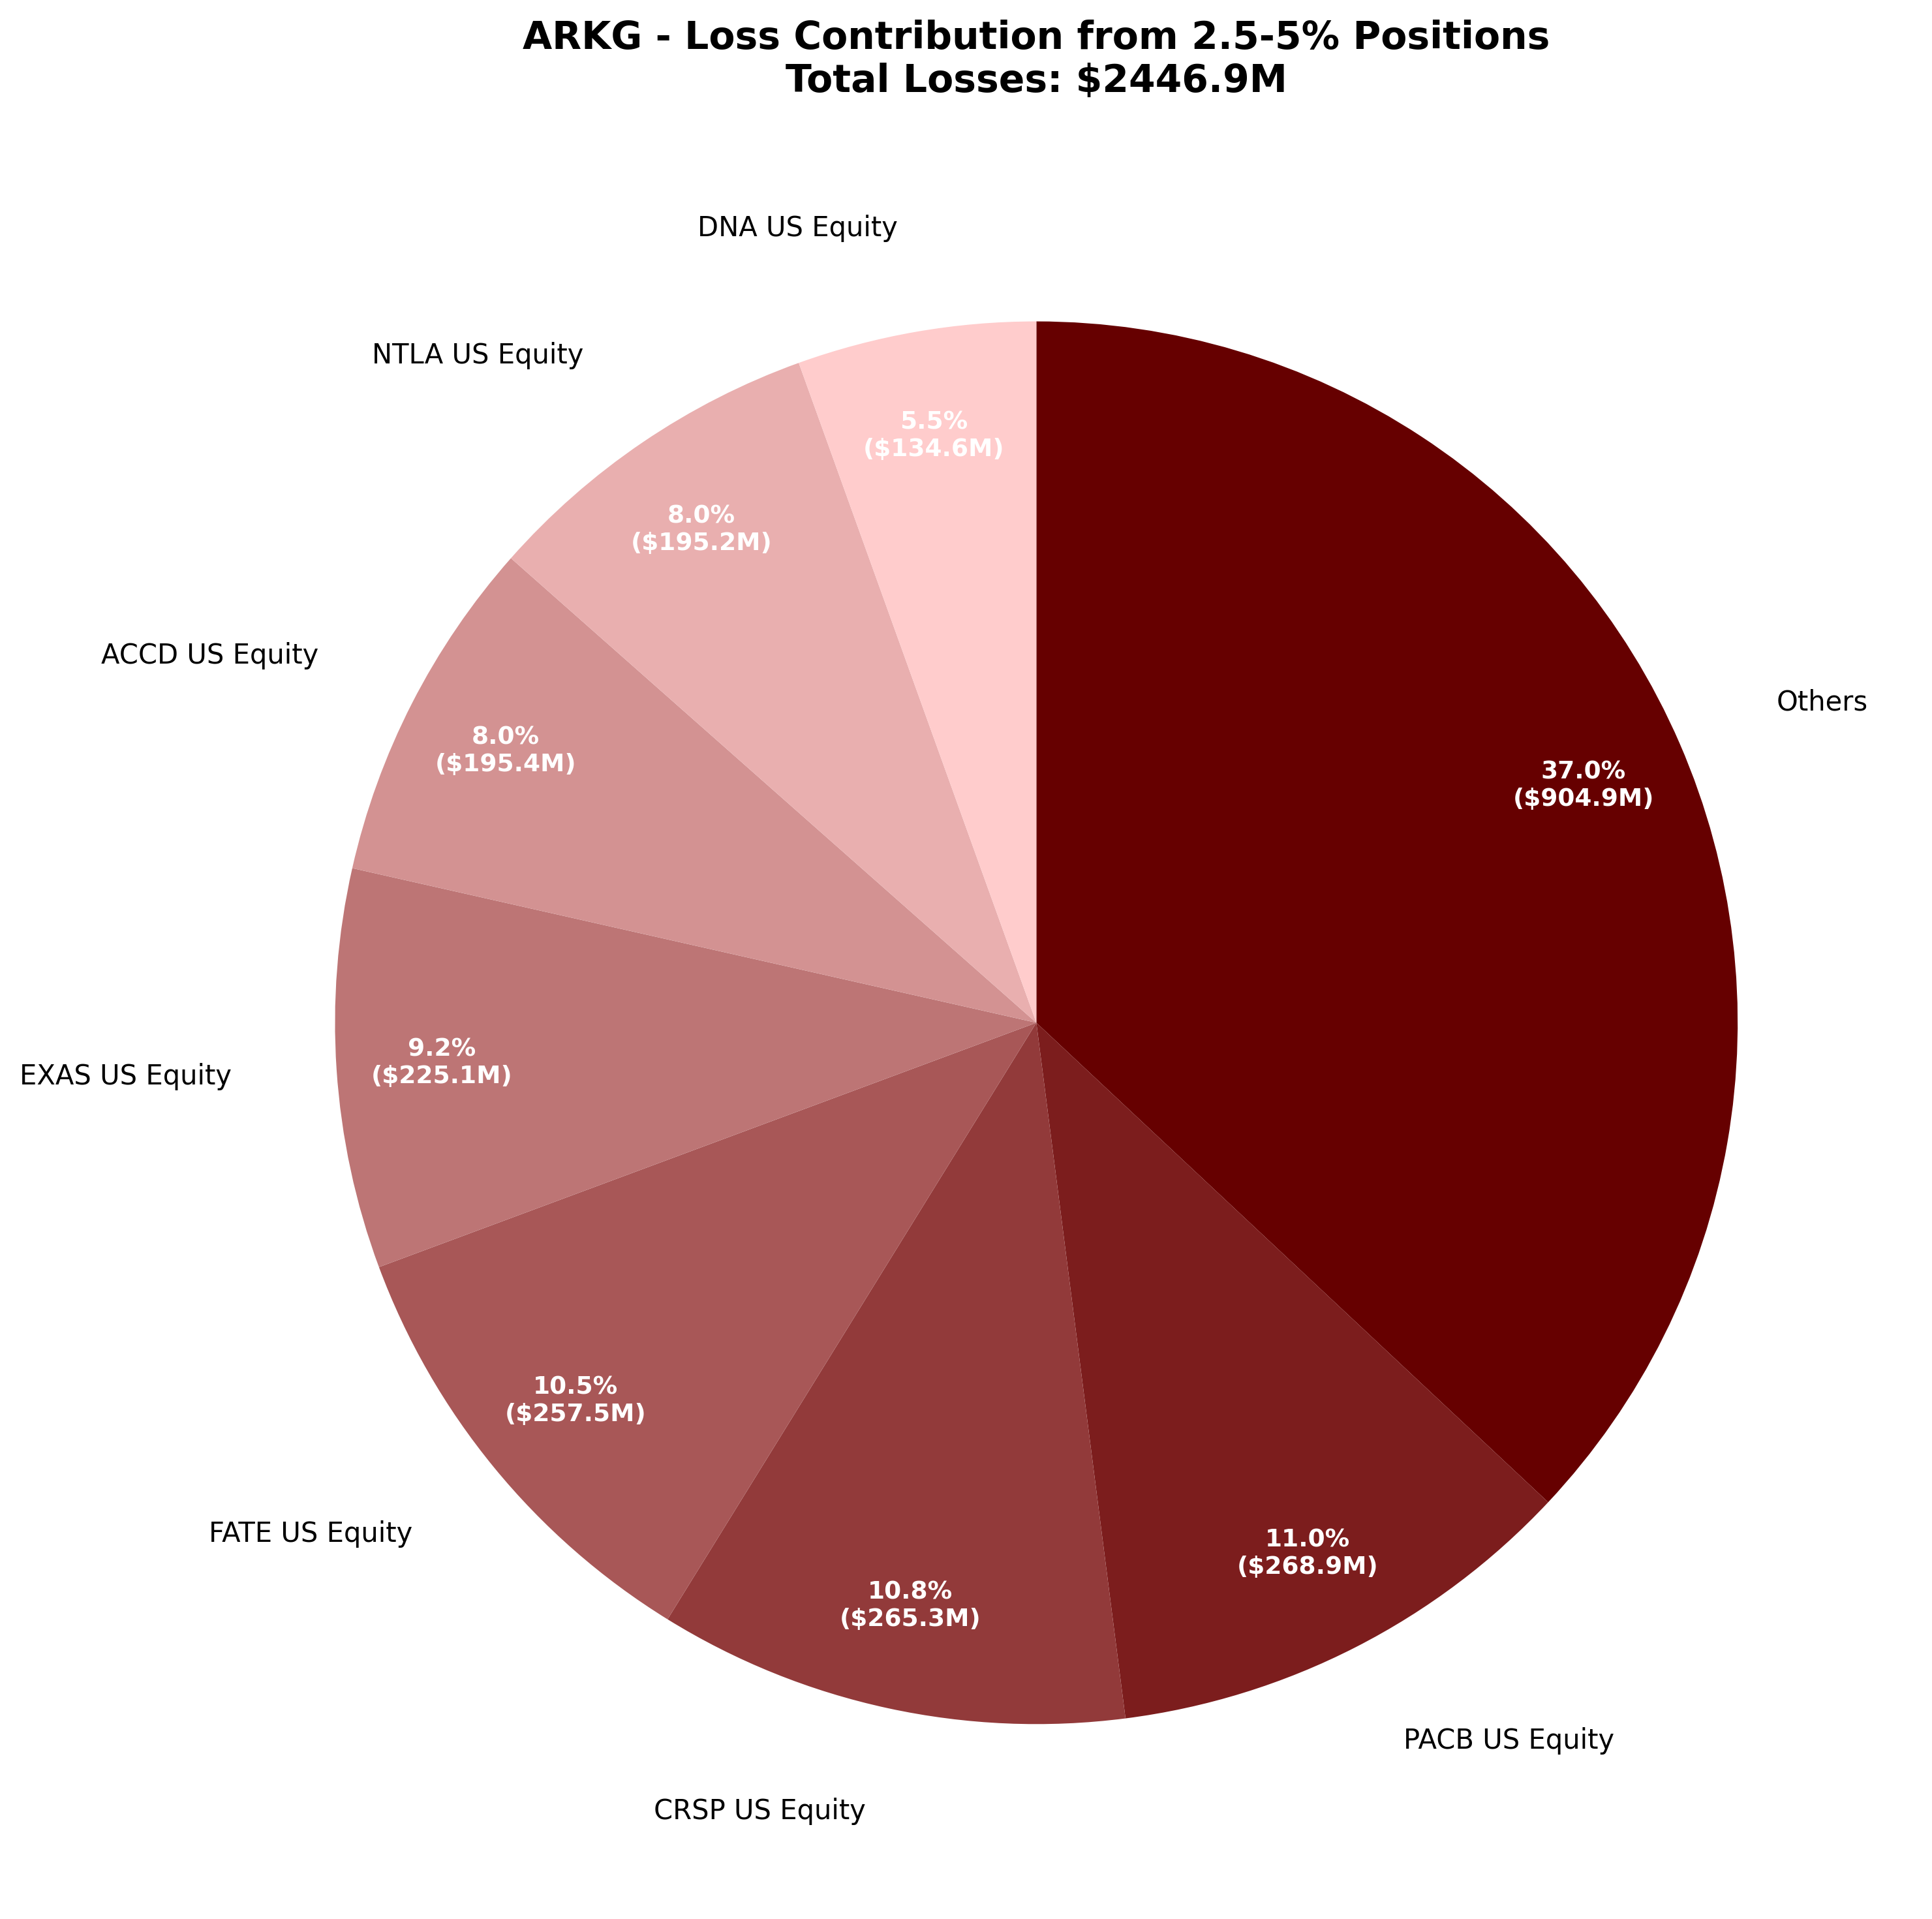 ARKG - Loss Contribution from 2.5-5% Positions
Total Losses: $2446.9M
DNA US Equity
5.5%
($134.6M)
NTLA US Equity
8.0%
($195.2M)
ACCD US Equity
8.0%
($195.4M)
EXAS US Equity
9.2%
($225.1M)
FATE US Equity
10.5%
($257.5M)
CRSP US Equity
10.8%
($265.3M)
PACB US Equity
11.0%
($268.9M)
Others
37.0%
($904.9M)